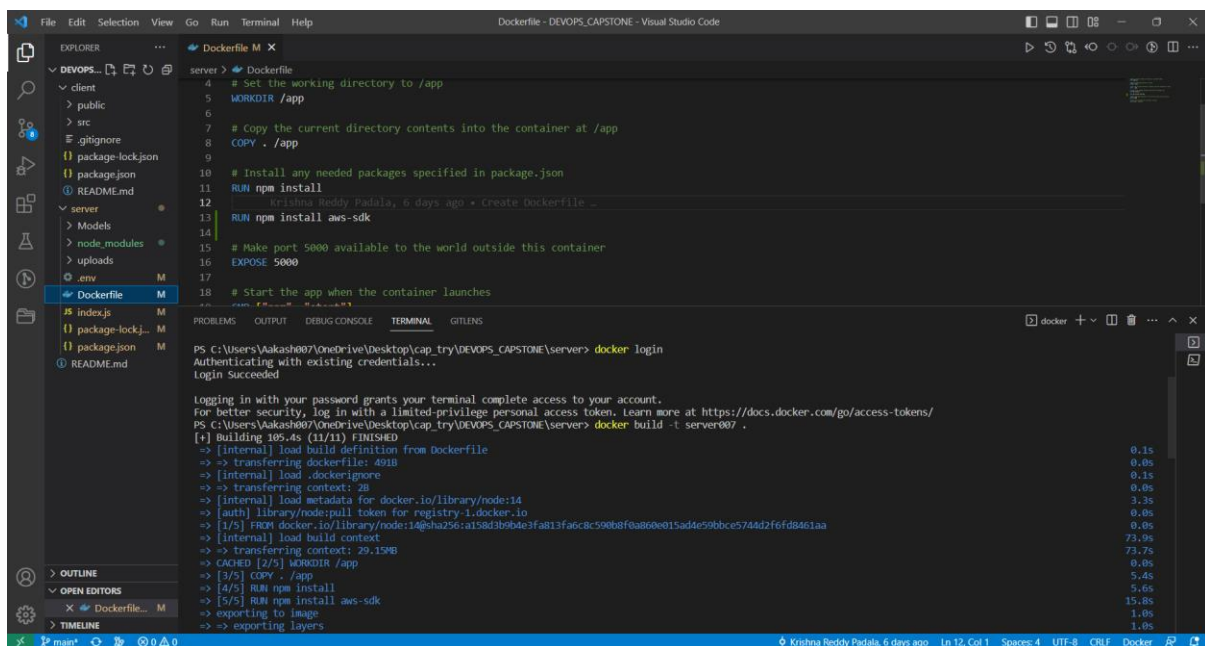 File Edit Selection View Go Run Terminal Help
Dockerfile - DEVOPS_CAPSTONE - Visual Studio Code
EXPLORER
DEVOPS...
client
public
src
.gitignore
package-lock.json
package.json
README.md
server
Models
node_modules
uploads
.env M
Dockerfile M
index.js M
package-lock.j... M
package.json M
README.md
OUTLINE
OPEN EDITORS
Dockerfile... M
TIMELINE
8
Dockerfile M
server > Dockerfile
4 # Set the working directory to /app
5 WORKDIR /app
6
7 # Copy the current directory contents into the container at /app
8 COPY . /app
9
10 # Install any needed packages specified in package.json
11 RUN npm install
12 Krishna Reddy Padala, 6 days ago • Create Dockerfile …
13 RUN npm install aws-sdk
14
15 # Make port 5000 available to the world outside this container
16 EXPOSE 5000
17
18 # Start the app when the container launches
PROBLEMS OUTPUT DEBUG CONSOLE TERMINAL GITLENS
docker
PS C:\Users\Aakash007\OneDrive\Desktop\cap_try\DEVOPS_CAPSTONE\server> docker login
Authenticating with existing credentials...
Login Succeeded
Logging in with your password grants your terminal complete access to your account.
For better security, log in with a limited-privilege personal access token. Learn more at https://docs.docker.com/go/access-tokens/
PS C:\Users\Aakash007\OneDrive\Desktop\cap_try\DEVOPS_CAPSTONE\server> docker build -t server007 .
[+] Building 105.4s (11/11) FINISHED
=> [internal] load build definition from Dockerfile 0.1s
=> => transferring dockerfile: 491B 0.0s
=> [internal] load .dockerignore 0.1s
=> => transferring context: 2B 0.0s
=> [internal] load metadata for docker.io/library/node:14 3.3s
=> [auth] library/node:pull token for registry-1.docker.io 0.0s
=> [1/5] FROM docker.io/library/node:14@sha256:a158d3b9b4e3fa813fa6c8c590b8f0a860e015ad4e59bbce5744d2f6fd8461aa 0.0s
=> [internal] load build context 73.9s
=> => transferring context: 29.15MB 73.7s
=> CACHED [2/5] WORKDIR /app 0.0s
=> [3/5] COPY . /app 5.4s
=> [4/5] RUN npm install 5.6s
=> [5/5] RUN npm install aws-sdk 15.8s
=> exporting to image 1.0s
=> => exporting layers 1.0s
main* 0 0 Krishna Reddy Padala, 6 days ago Ln 12, Col 1 Spaces: 4 UTF-8 CRLF Docker